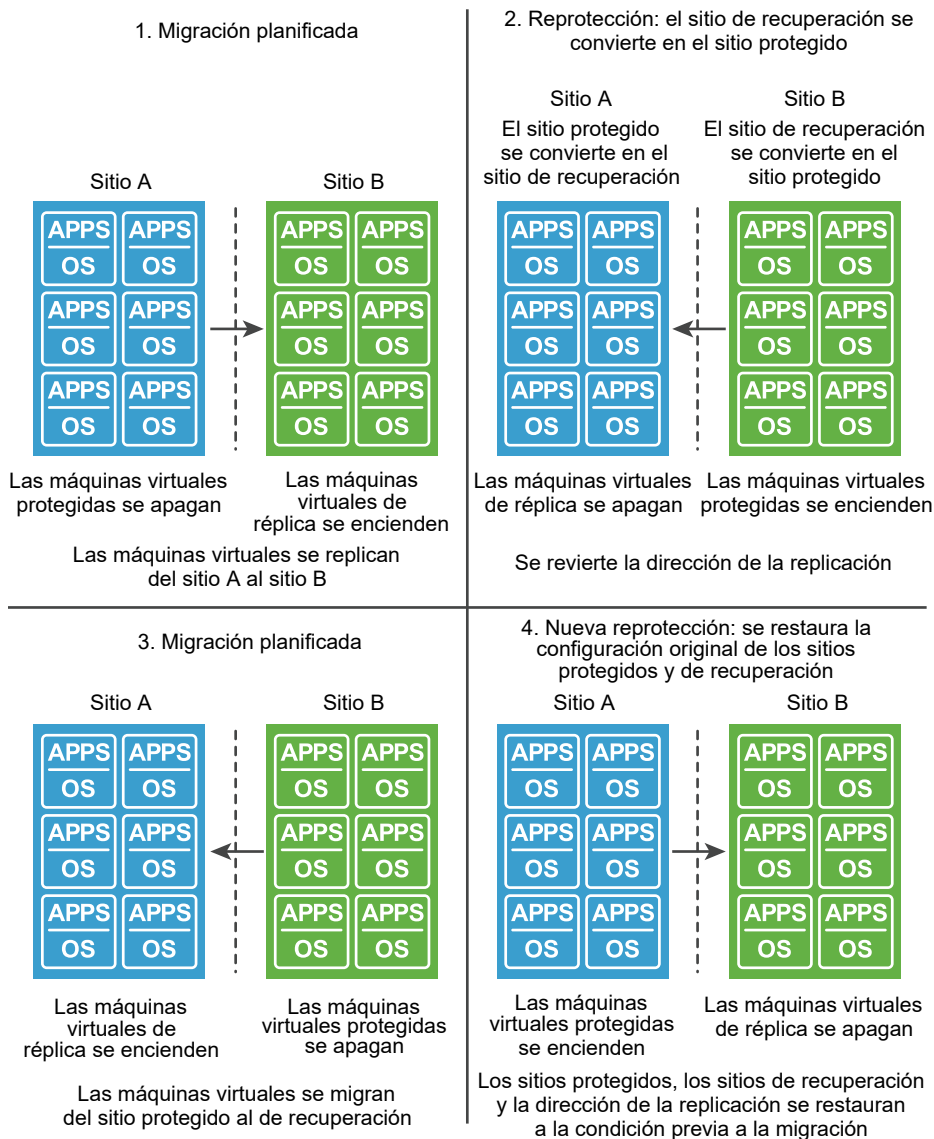 1. Migración planificada
Sitio A
Sitio B
APPS APPS
OS OS
APPS APPS
OS OS
APPS APPS
OS OS
APPS APPS
OS OS
APPS APPS
OS OS
APPS APPS
OS OS
Las máquinas virtuales
protegidas se apagan
Las máquinas
virtuales de
réplica se encienden
Las máquinas virtuales se replican
del sitio A al sitio B
2. Reprotección: el sitio de recuperación se
convierte en el sitio protegido
Sitio A
El sitio protegido
se convierte en el
sitio de recuperación
Sitio B
El sitio de recuperación
se convierte en el
sitio protegido
APPS APPS
OS OS
APPS APPS
OS OS
APPS APPS
OS OS
APPS APPS
OS OS
APPS APPS
OS OS
APPS APPS
OS OS
Las máquinas virtuales
de réplica se apagan
Las máquinas virtuales
protegidas se encienden
Se revierte la dirección de la replicación
3. Migración planificada
Sitio A
Sitio B
APPS APPS
OS OS
APPS APPS
OS OS
APPS APPS
OS OS
APPS APPS
OS OS
APPS APPS
OS OS
APPS APPS
OS OS
Las máquinas
virtuales de
réplica se encienden
Las máquinas
virtuales protegidas
se apagan
Las máquinas virtuales se migran
del sitio protegido al de recuperación
4. Nueva reprotección: se restaura la
configuración original de los sitios
protegidos y de recuperación
Sitio A
Sitio B
APPS APPS
OS OS
APPS APPS
OS OS
APPS APPS
OS OS
APPS APPS
OS OS
APPS APPS
OS OS
APPS APPS
OS OS
Las máquinas
virtuales protegidas
se encienden
Las máquinas virtuales
de réplica se apagan
Los sitios protegidos, los sitios de recuperación
y la dirección de la replicación se restauran
a la condición previa a la migración